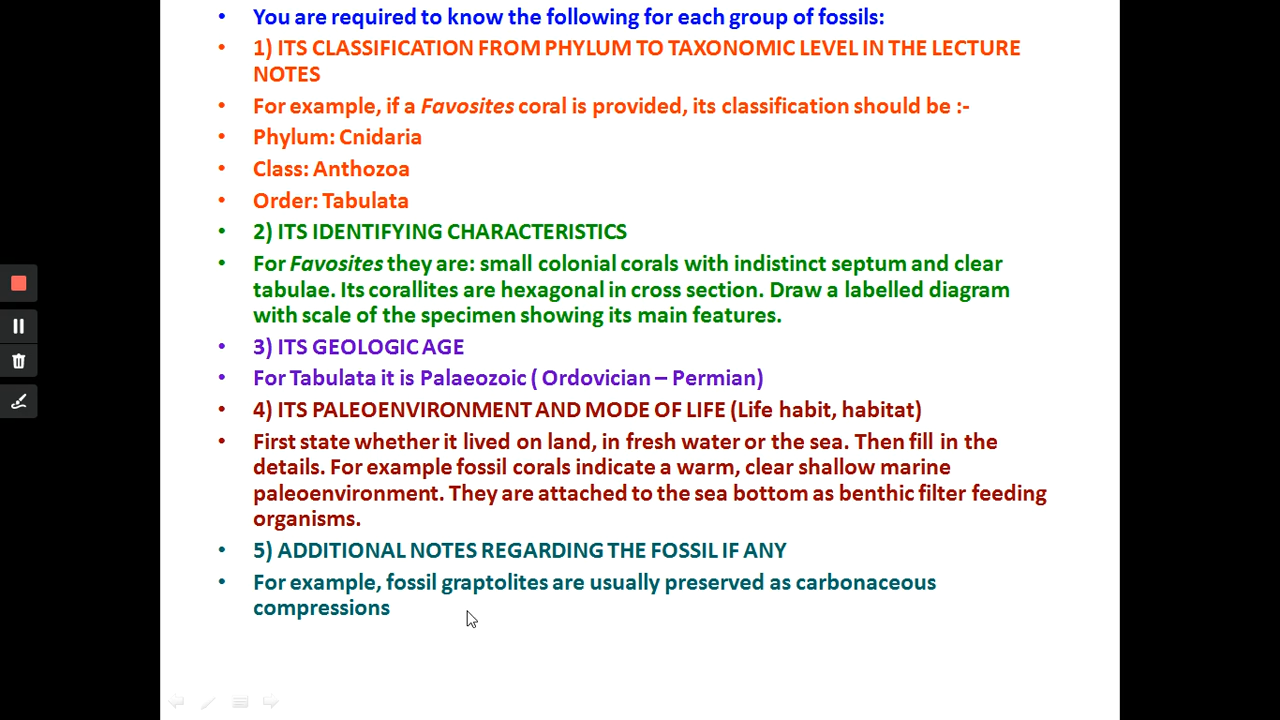 • You are required to know the following for each group of fossils:
• 1) ITS CLASSIFICATION FROM PHYLUM TO TAXONOMIC LEVEL IN THE LECTURE
NOTES
• For example, if a Favosites coral is provided, its classification should be :-
• Phylum: Cnidaria
• Class: Anthozoa
• Order: Tabulata
• 2) ITS IDENTIFYING CHARACTERISTICS
• For Favosites they are: small colonial corals with indistinct septum and clear
tabulae. Its corallites are hexagonal in cross section. Draw a labelled diagram
with scale of the specimen showing its main features.
• 3) ITS GEOLOGIC AGE
• For Tabulata it is Palaeozoic ( Ordovician – Permian)
• 4) ITS PALEOENVIRONMENT AND MODE OF LIFE (Life habit, habitat)
• First state whether it lived on land, in fresh water or the sea. Then fill in the
details. For example fossil corals indicate a warm, clear shallow marine
paleoenvironment. They are attached to the sea bottom as benthic filter feeding
organisms.
• 5) ADDITIONAL NOTES REGARDING THE FOSSIL IF ANY
• For example, fossil graptolites are usually preserved as carbonaceous
compressions